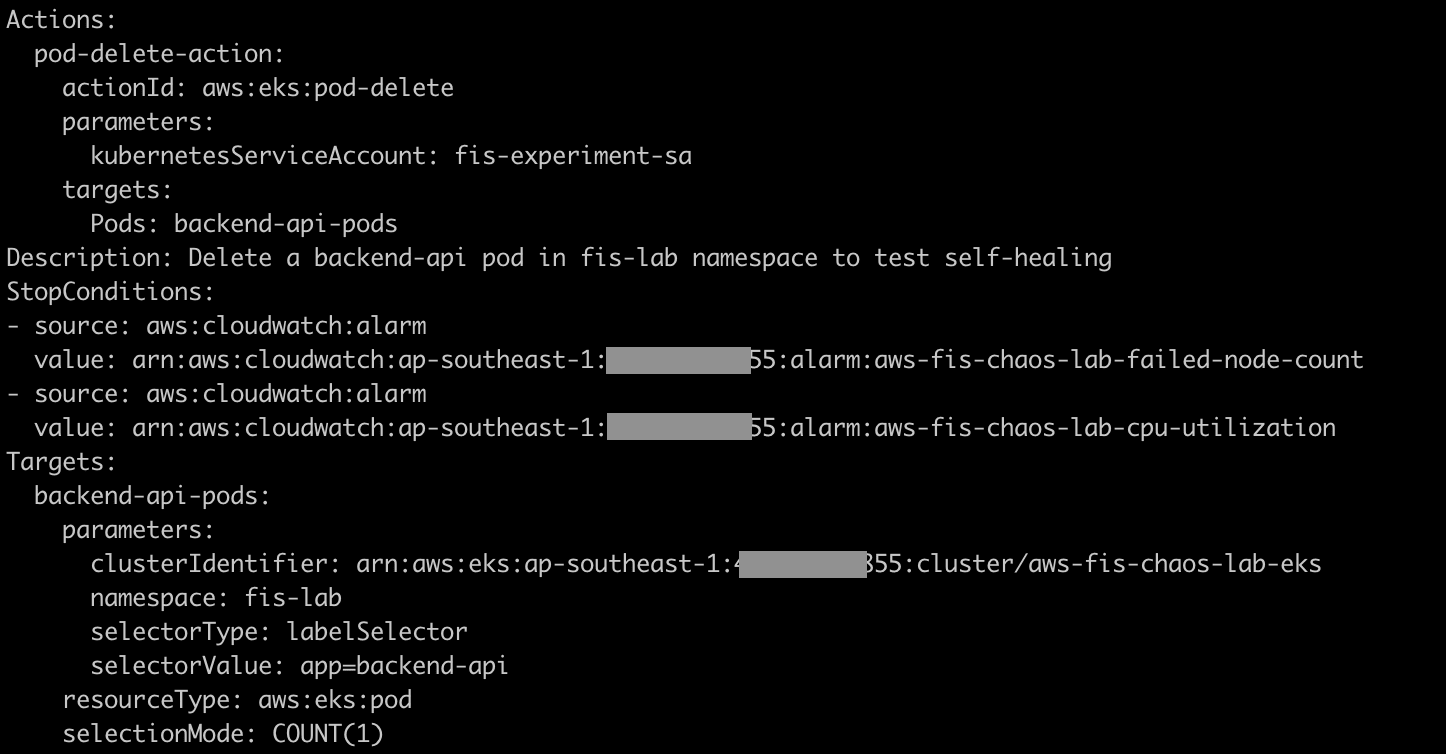 Actions:
  pod-delete-action:
    actionId: aws:eks:pod-delete
    parameters:
      kubernetesServiceAccount: fis-experiment-sa
    targets:
      Pods: backend-api-pods
Description: Delete a backend-api pod in fis-lab namespace to test self-healing
StopConditions:
- source: aws:cloudwatch:alarm
  value: arn:aws:cloudwatch:ap-southeast-1:55:alarm:aws-fis-chaos-lab-failed-node-count
- source: aws:cloudwatch:alarm
  value: arn:aws:cloudwatch:ap-southeast-1:55:alarm:aws-fis-chaos-lab-cpu-utilization
Targets:
  backend-api-pods:
    parameters:
      clusterIdentifier: arn:aws:eks:ap-southeast-1:55:cluster/aws-fis-chaos-lab-eks
      namespace: fis-lab
      selectorType: labelSelector
      selectorValue: app=backend-api
    resourceType: aws:eks:pod
    selectionMode: COUNT(1)